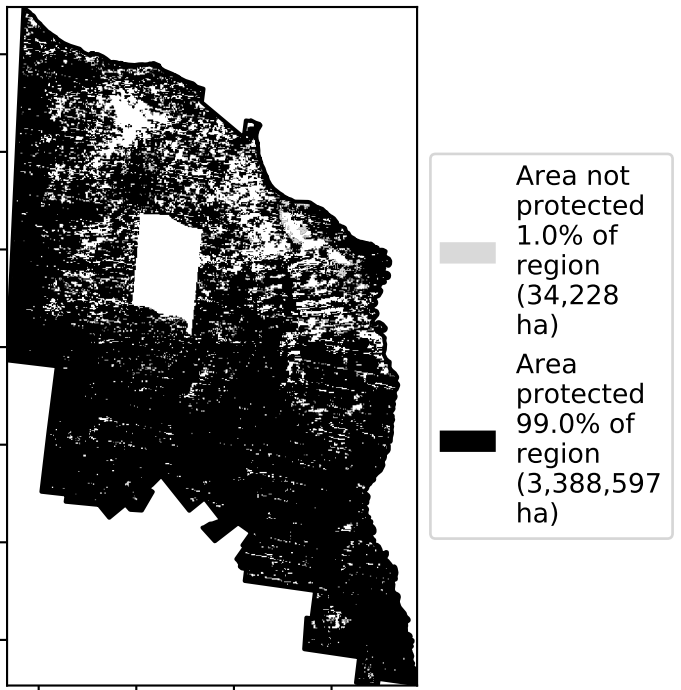 Area not
protected
1.0% of
region
(34,228
ha)
Area
protected
99.0% of
region
(3,388,597
ha)